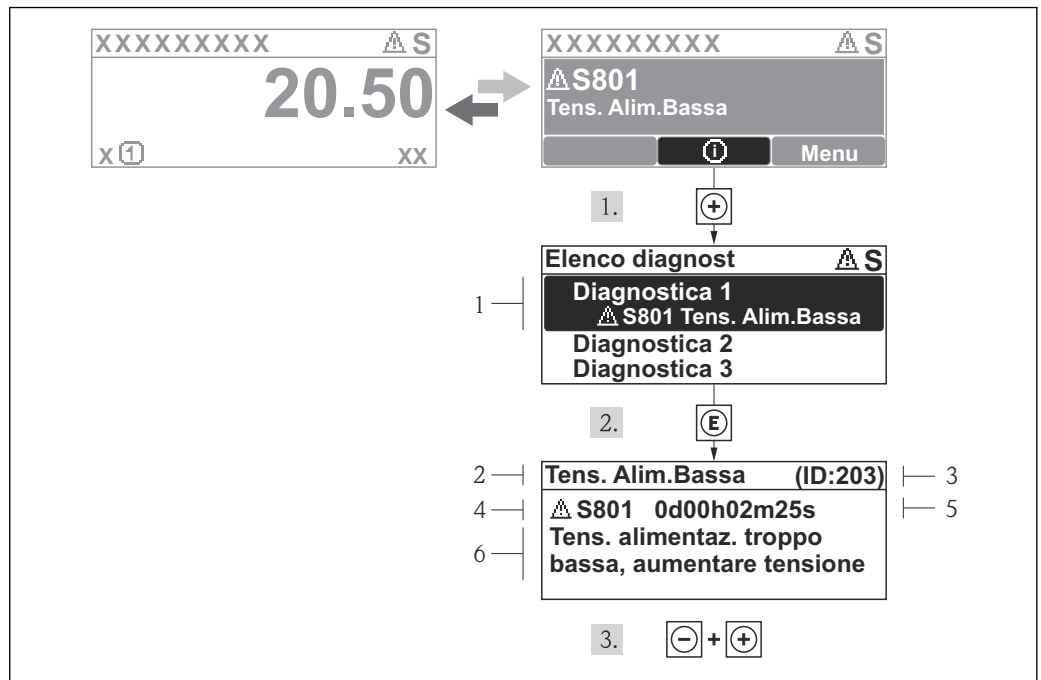 XXXXXXXXX ⚠ S
20.50
X ① XX
XXXXXXXXX ⚠ S
⚠ S801
Tens. Alim.Bassa
ⓘ Menu
1. +
Elenco diagnost ⚠ S
1
Diagnostica 1
⚠ S801 Tens. Alim.Bassa
Diagnostica 2
Diagnostica 3
2. E
2 Tens. Alim.Bassa (ID:203) 3
4 ⚠ S801 0d00h02m25s 5
6 Tens. alimentaz. troppo
bassa, aumentare tensione
3. - + +